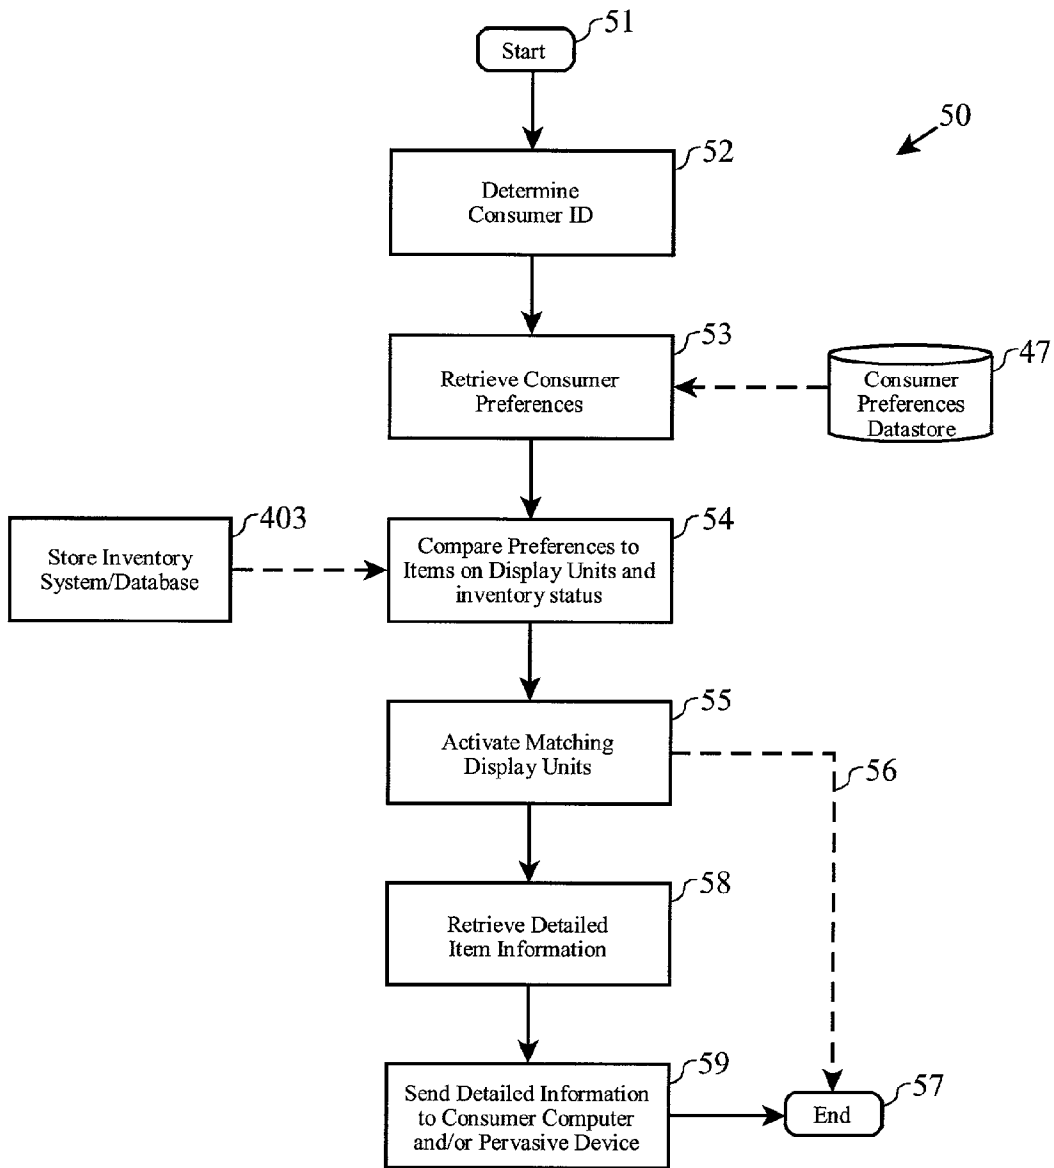 51
Start
50
52
Determine
Consumer ID
53
47
Retrieve Consumer
Preferences
Consumer
Preferences
Datastore
403
54
Store Inventory
System/Database
Compare Preferences to
Items on Display Units and
inventory status
55
Activate Matching
Display Units
56
58
Retrieve Detailed
Item Information
59
57
Send Detailed Information
to Consumer Computer
and/or Pervasive Device
End